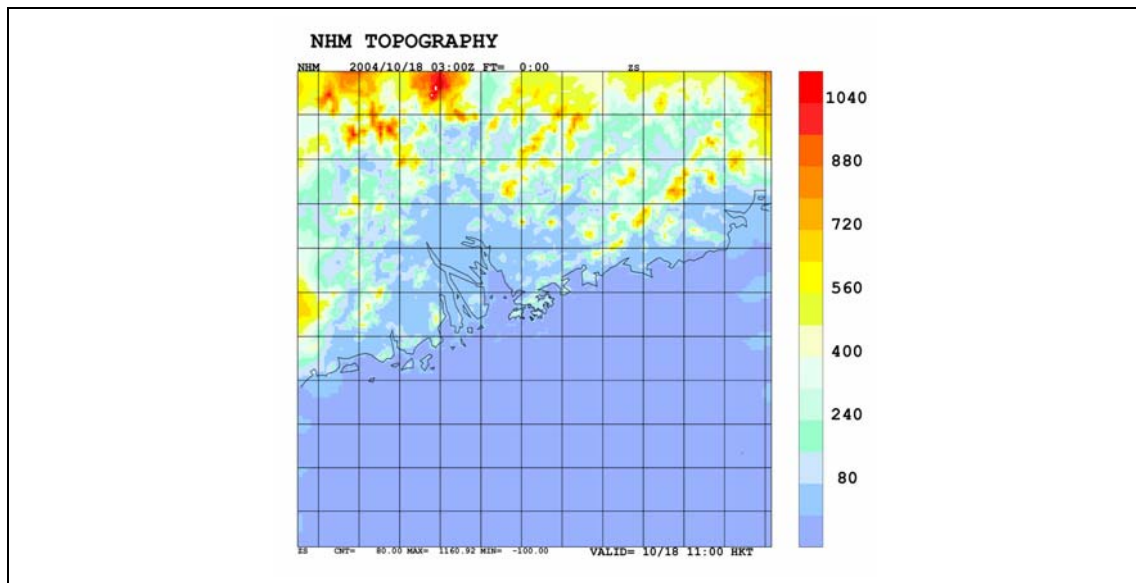 NHM TOPOGRAPHY
NHM 2004/10/18 03:00Z FT= 0:00 ZS
1040
880
720
560
400
240
80
ZS CNT= 80.00 MAX= 1160.92 MIN= -100.00 VALID= 10/18 11:00 HKT